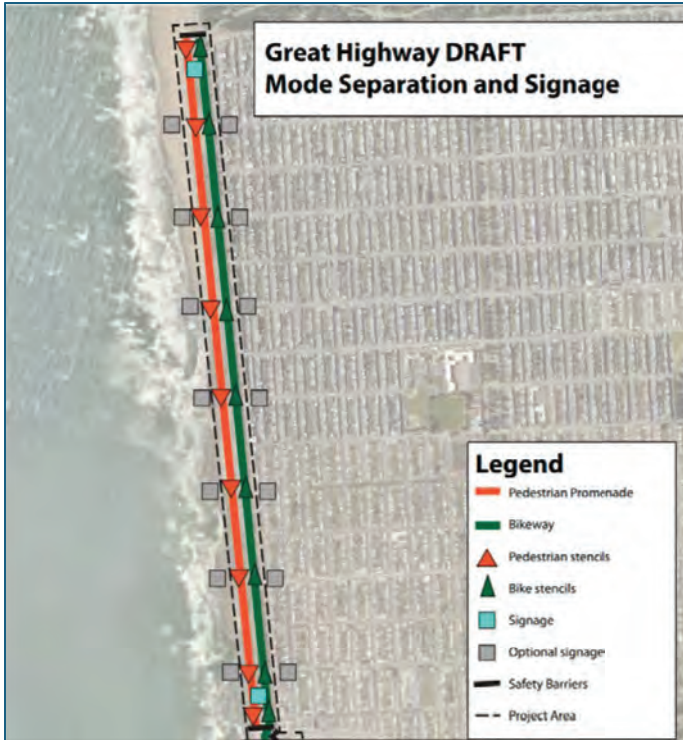 Great Highway DRAFT
Mode Separation and Signage
Legend
Pedestrian Promenade
Bikeway
Pedestrian stencils
Bike stencils
Signage
Optional signage
Safety Barriers
Project Area